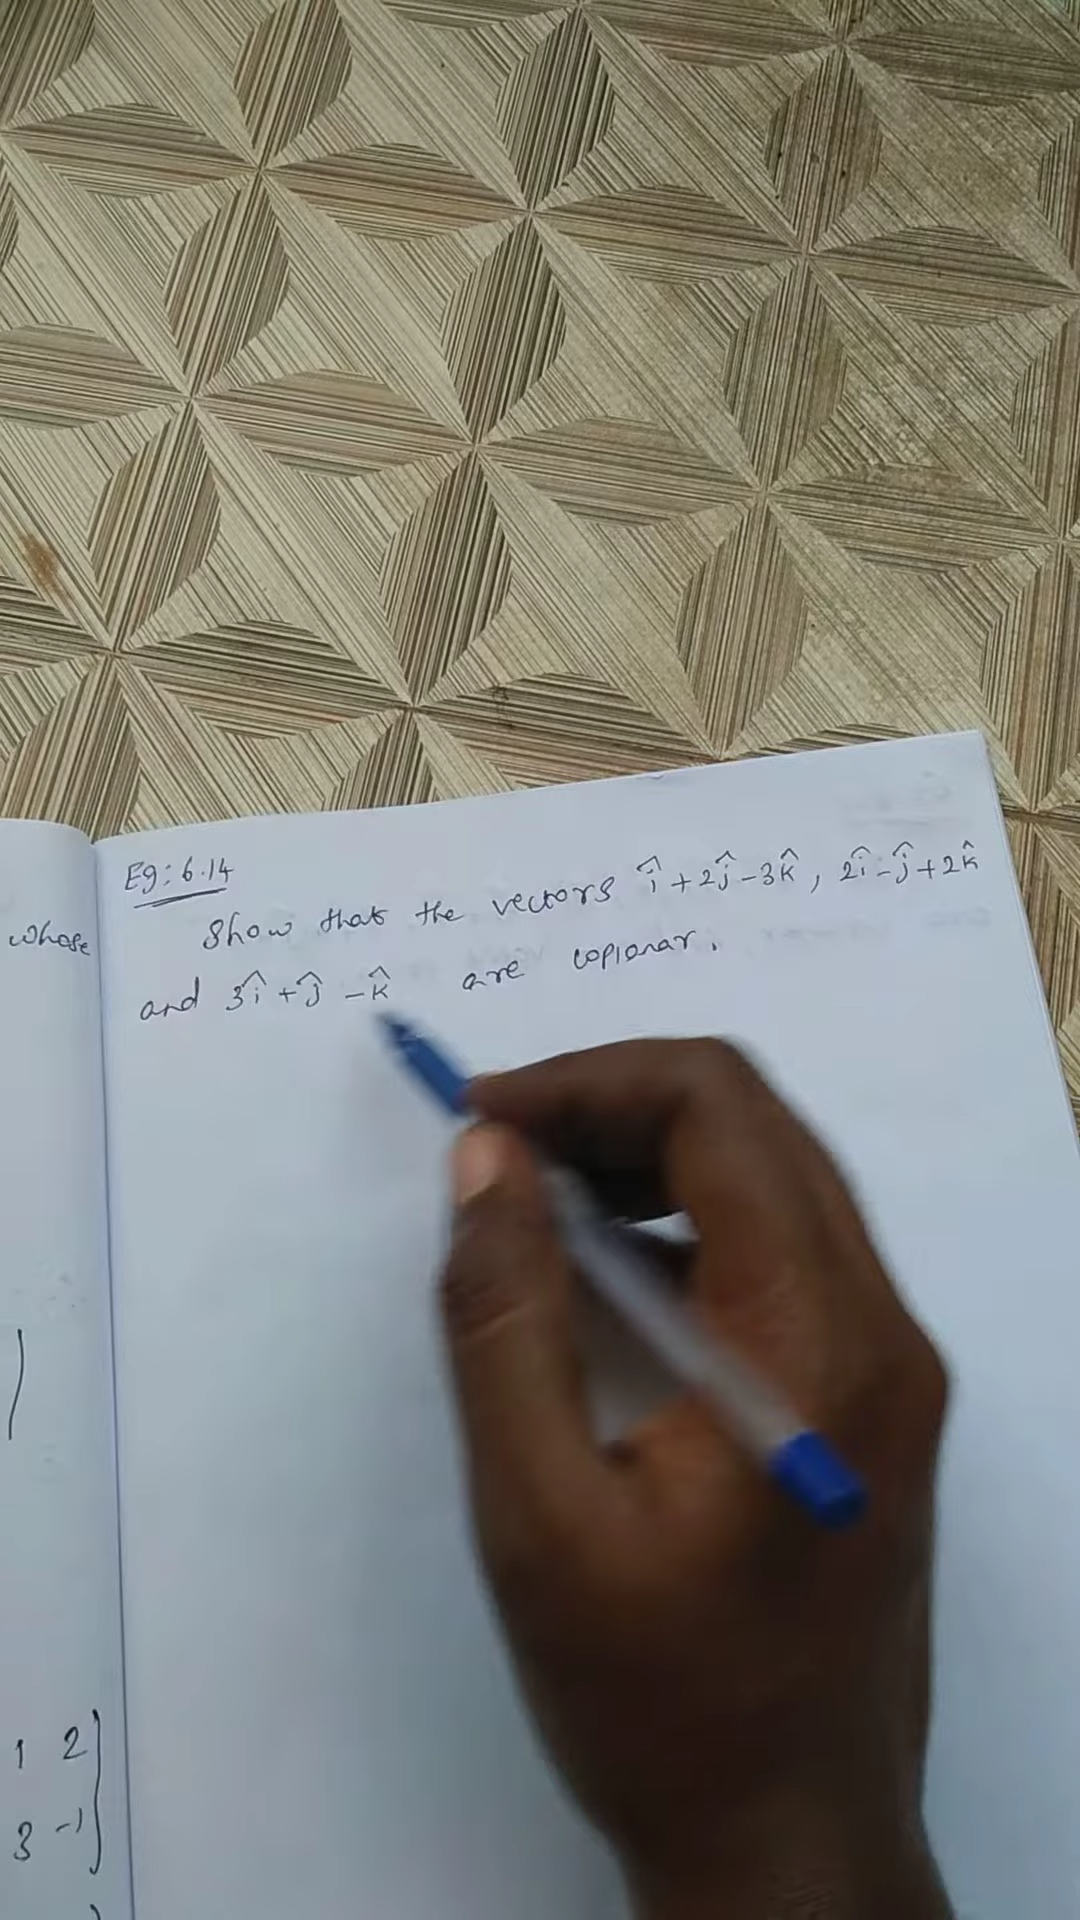 Eg: 6.14
Show that the vectors î + 2ĵ - 3k̂, 2î - ĵ + 2k̂
and 3î + ĵ - k̂ are coplanar.
whose
1 2
3 -1